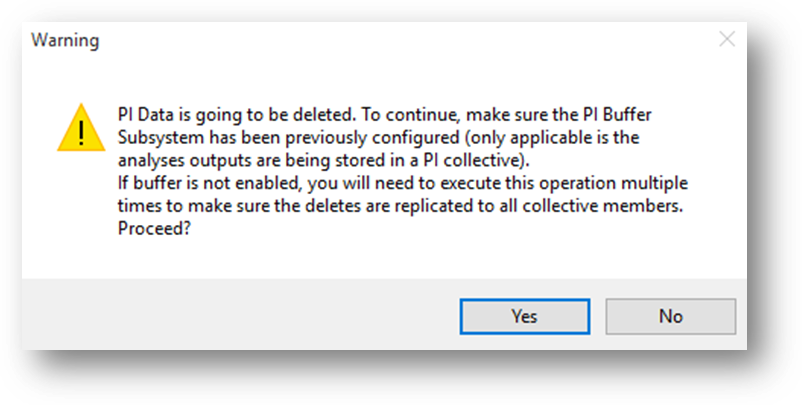 Warning
PI Data is going to be deleted. To continue, make sure the PI Buffer
Subsystem has been previously configured (only applicable is the
analyses outputs are being stored in a PI collective).
If buffer is not enabled, you will need to execute this operation multiple
times to make sure the deletes are replicated to all collective members.
Proceed?
Yes
No